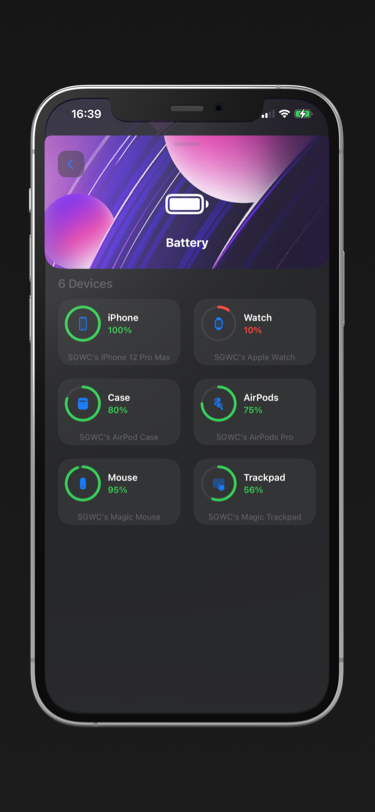 16:39
Battery
6 Devices
iPhone
100%
SGWC's iPhone 12 Pro Max
Watch
10%
SGWC's Apple Watch
Case
80%
SGWC's AirPod Case
AirPods
75%
SGWC's AirPods Pro
Mouse
95%
SGWC's Magic Mouse
Trackpad
56%
SGWC's Magic Trackpad